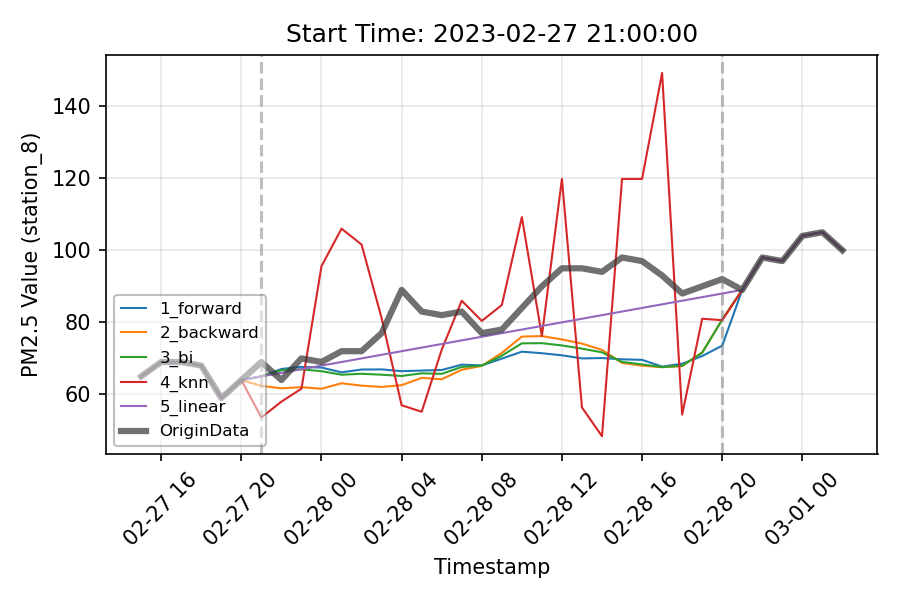 Start Time: 2023-02-27 21:00:00
PM2.5 Value (station_8)
140
120
100
80
60
1_forward
2_backward
3_bi
4_knn
5_linear
OriginData
02-27 16
02-27 20
02-28 00
02-28 04
02-28 08
02-28 12
02-28 16
02-28 20
03-01 00
Timestamp